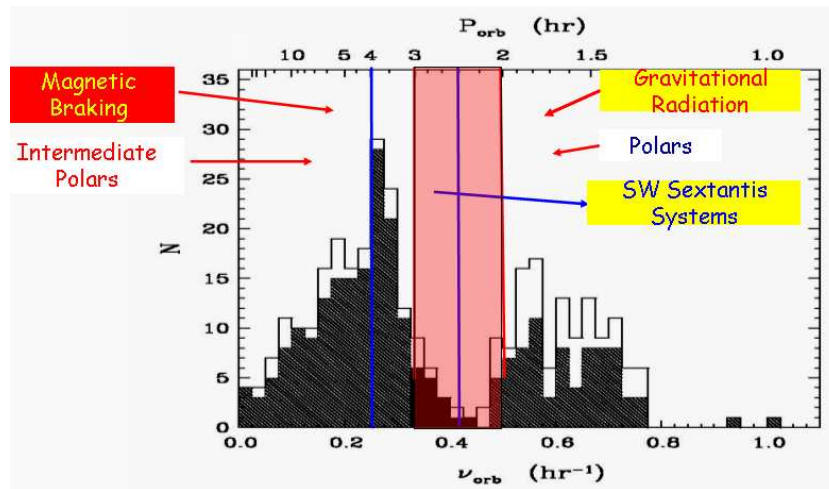 P_orb (hr)
10 5 4 3 2 1.5 1.0
Magnetic
Braking
Gravitational
Radiation
Intermediate
Polars
Polars
SW Sextantis
Systems
N
35
30
25
20
15
10
5
0
0.0 0.2 0.4 0.6 0.8 1.0
ν_orb (hr⁻¹)